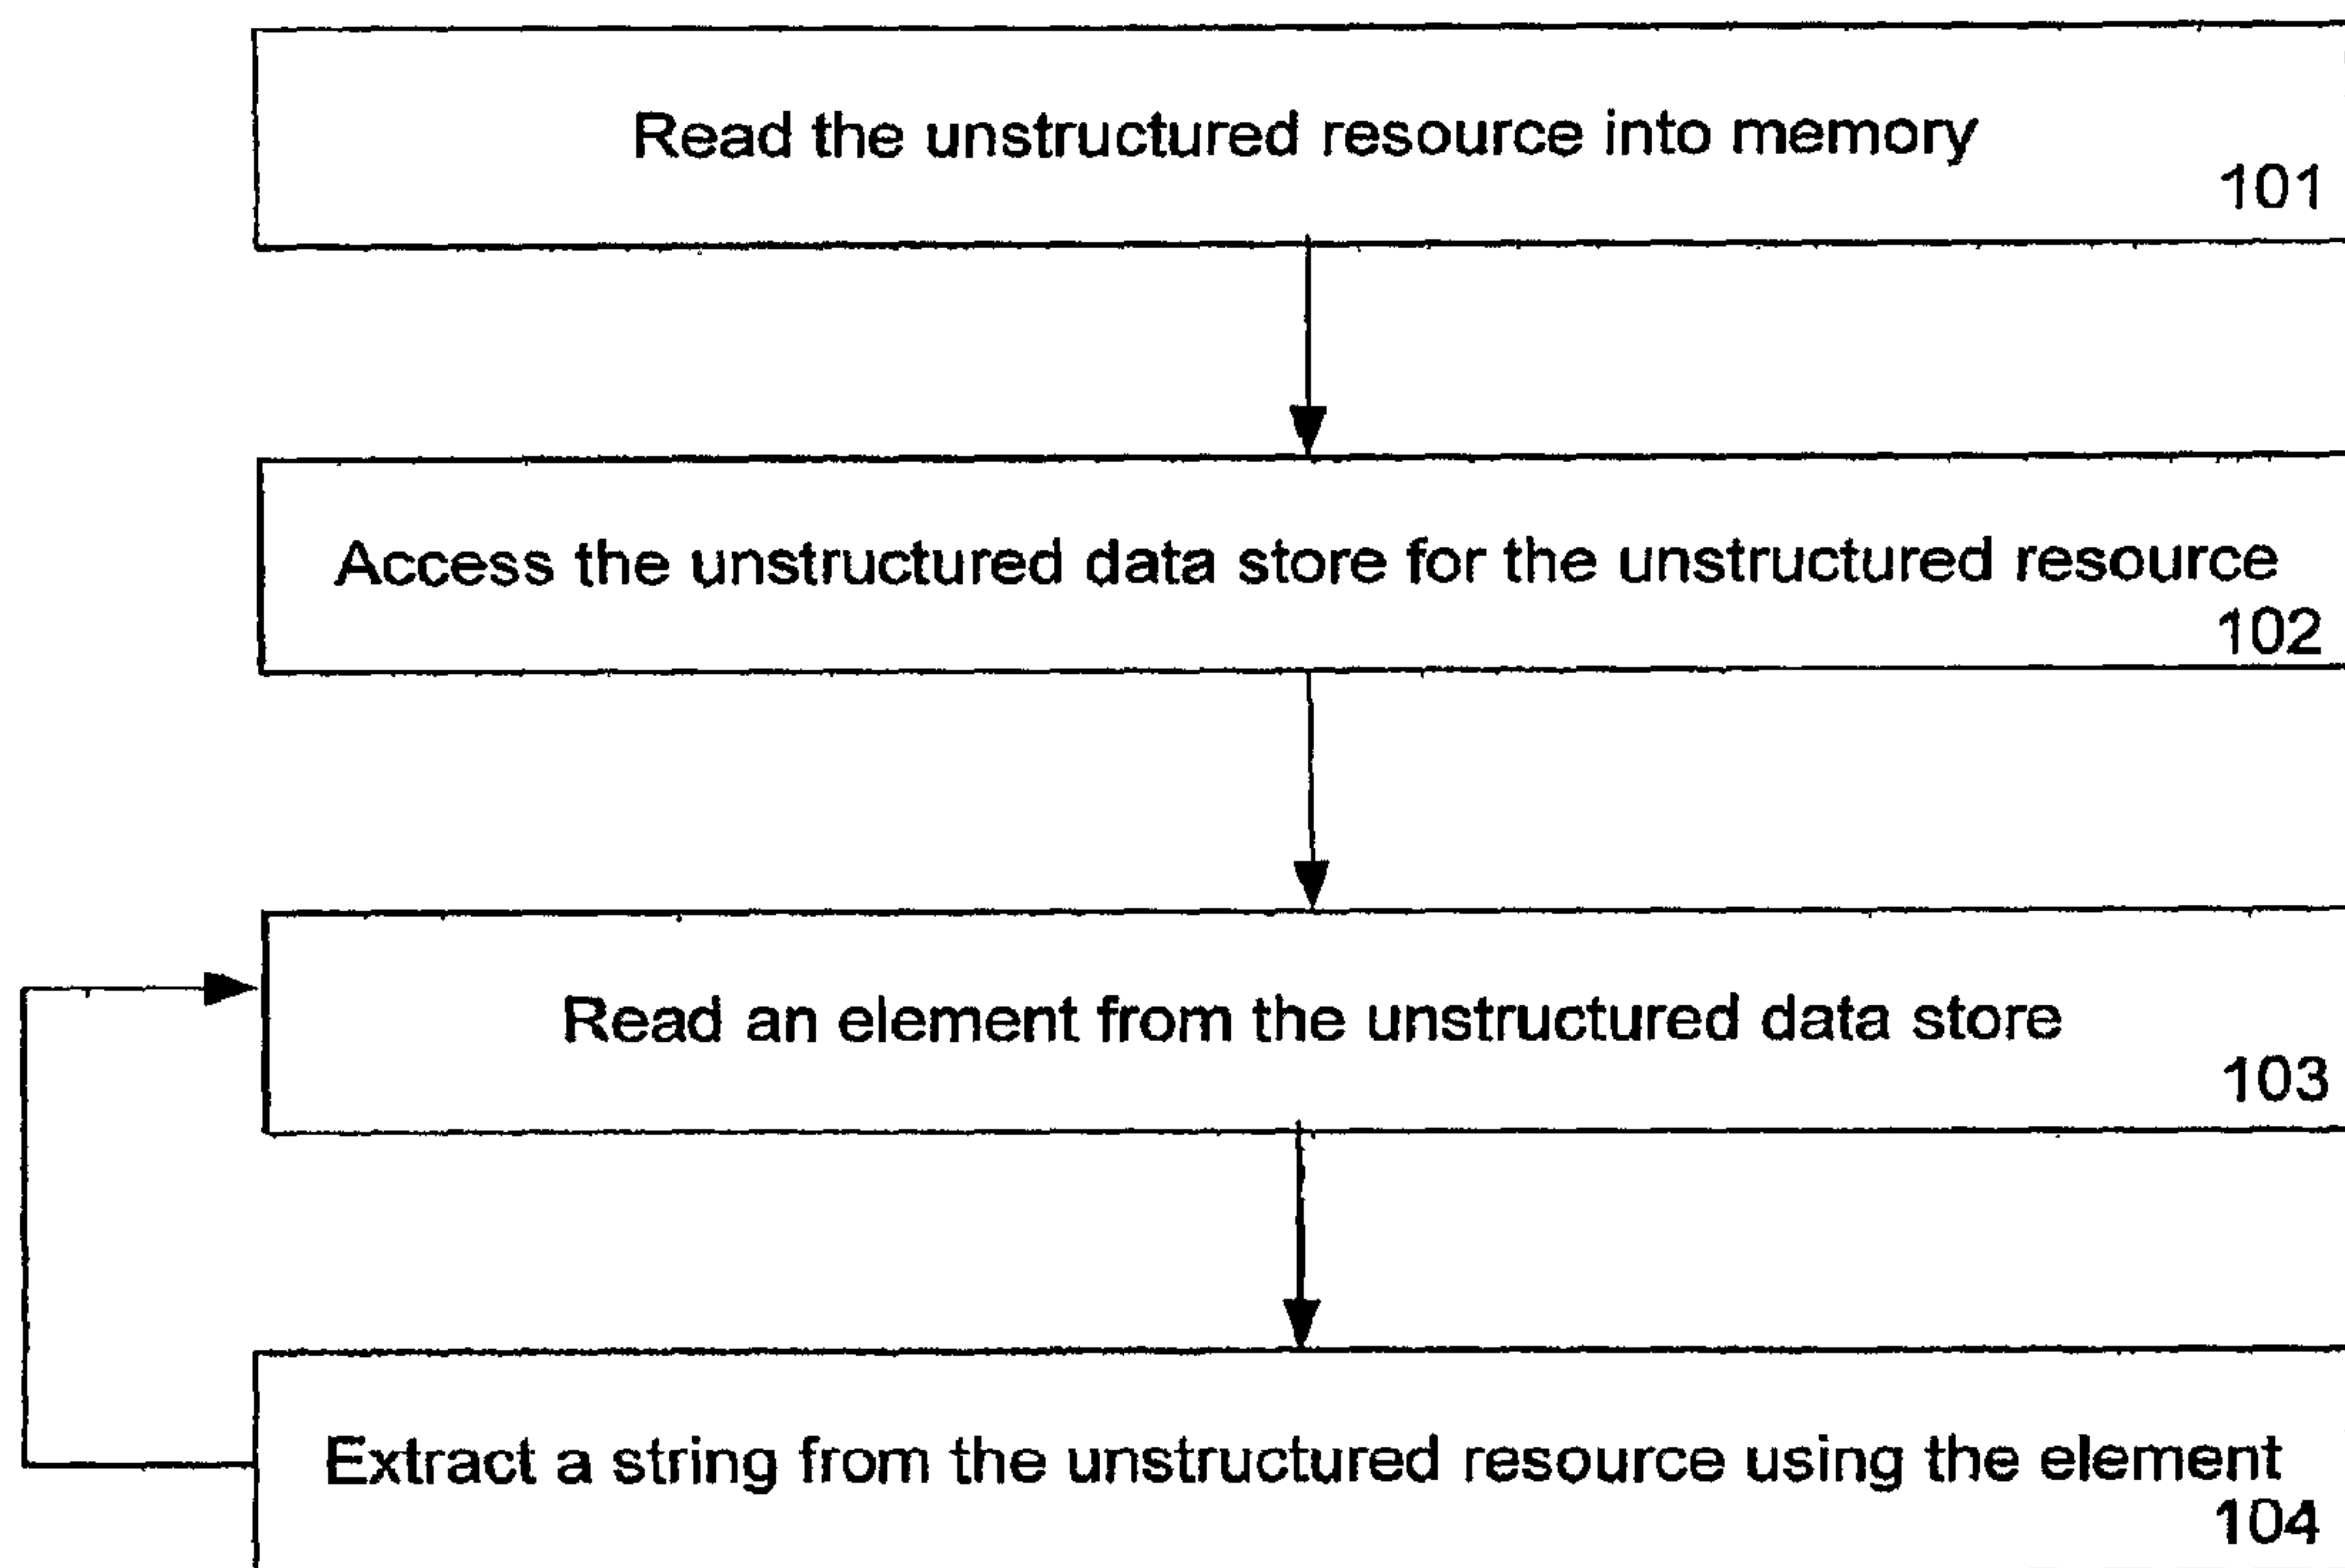 Read the unstructured resource into memory
101
Access the unstructured data store for the unstructured resource
102
Read an element from the unstructured data store
103
Extract a string from the unstructured resource using the element
104